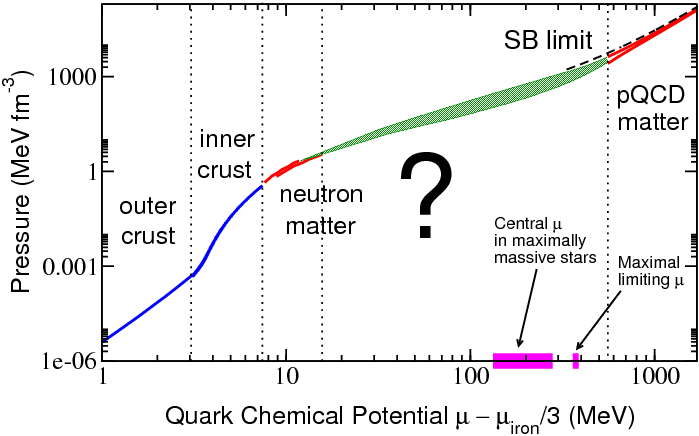 SB limit
1000
pQCD
matter
inner
crust
1
neutron
matter
?
outer
crust
Central μ
in maximally
massive stars
Maximal
limiting μ
0.001
1e-06
1
10
100
1000
Pressure (MeV fm-3)
Quark Chemical Potential μ − μiron/3 (MeV)